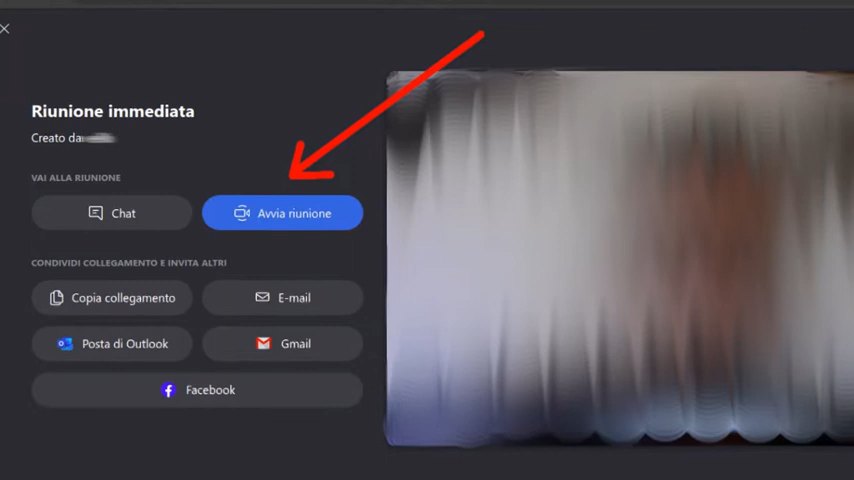 Riunione immediata
Creato da
VAI ALLA RIUNIONE
Chat
Avvia riunione
CONDIVIDI COLLEGAMENTO E INVITA ALTRI
Copia collegamento
E-mail
Posta di Outlook
Gmail
Facebook